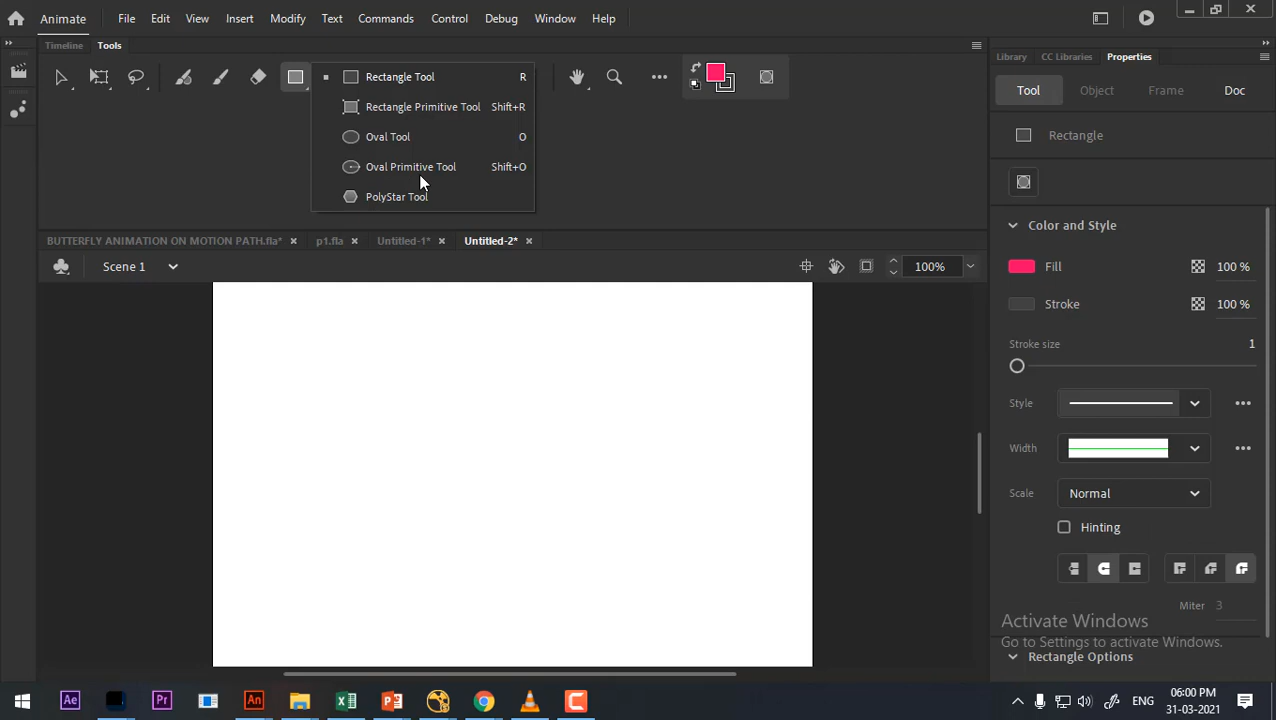 Animate File Edit View Insert Modify Text Commands Control Debug Window Help
Timeline Tools
Library CC Libraries Properties
Rectangle Tool R
Rectangle Primitive Tool Shift+R
Oval Tool O
Oval Primitive Tool Shift+O
PolyStar Tool
Tool Object Frame Doc
Rectangle
Color and Style
BUTTERFLY ANIMATION ON MOTION PATH.fla* × p1.fla × Untitled-1* × Untitled-2* ×
Scene 1 100%
Fill 100 %
Stroke 100 %
Stroke size 1
Style
Width
Scale Normal
Hinting
Miter 3
Activate Windows
Go to Settings to activate Windows.
Rectangle Options
Ae Pr An ENG 06:00 PM
31-03-2021